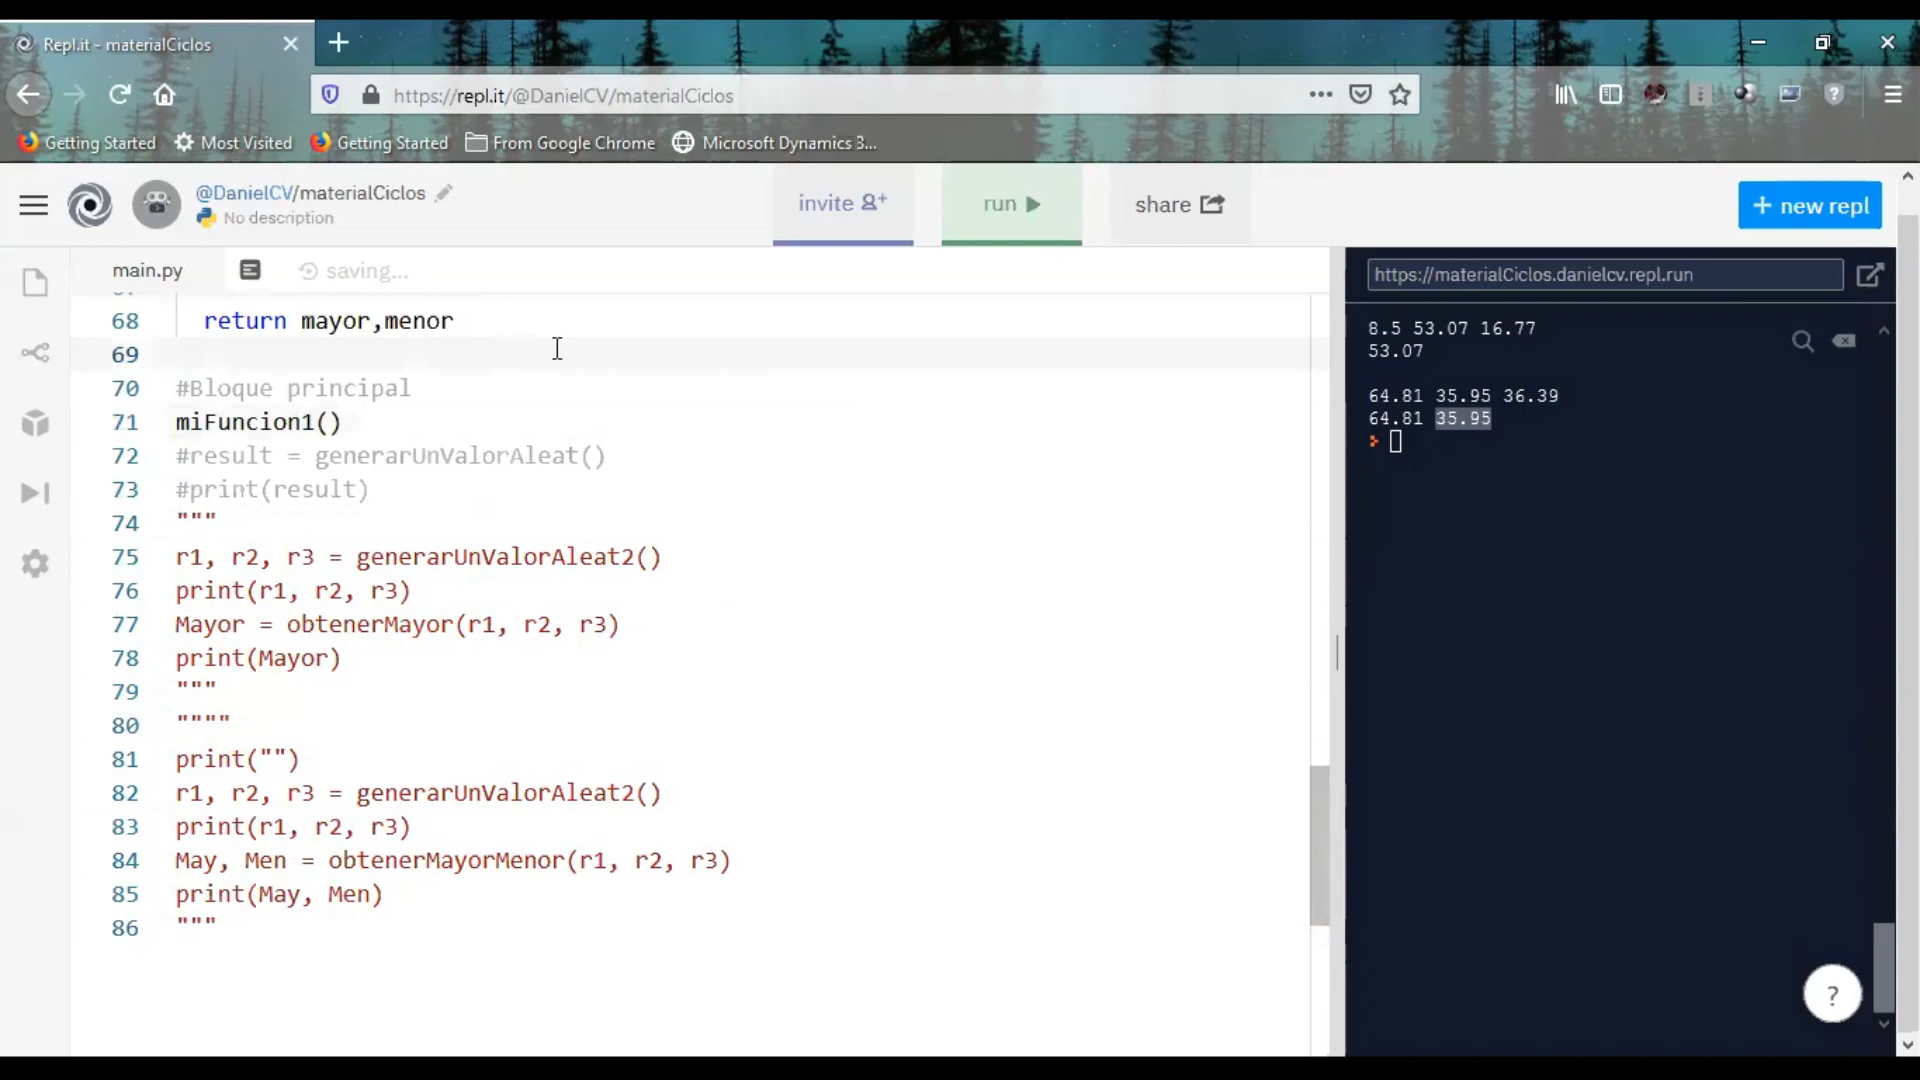 Repl.it - materialCiclos
https://repl.it/@DanielCV/materialCiclos
Getting Started Most Visited Getting Started From Google Chrome Microsoft Dynamics 3...
@DanielCV/materialCiclos
No description
invite
run
share
+ new repl
main.py
saving...
68 return mayor,menor
69
70 #Bloque principal
71 miFuncion1()
72 #result = generarUnValorAleat()
73 #print(result)
74 """
75 r1, r2, r3 = generarUnValorAleat2()
76 print(r1, r2, r3)
77 Mayor = obtenerMayor(r1, r2, r3)
78 print(Mayor)
79 """
80 """"
81 print("")
82 r1, r2, r3 = generarUnValorAleat2()
83 print(r1, r2, r3)
84 May, Men = obtenerMayorMenor(r1, r2, r3)
85 print(May, Men)
86 """
https://materialCiclos.danielcv.repl.run
8.5 53.07 16.77
53.07
64.81 35.95 36.39
64.81 35.95
?